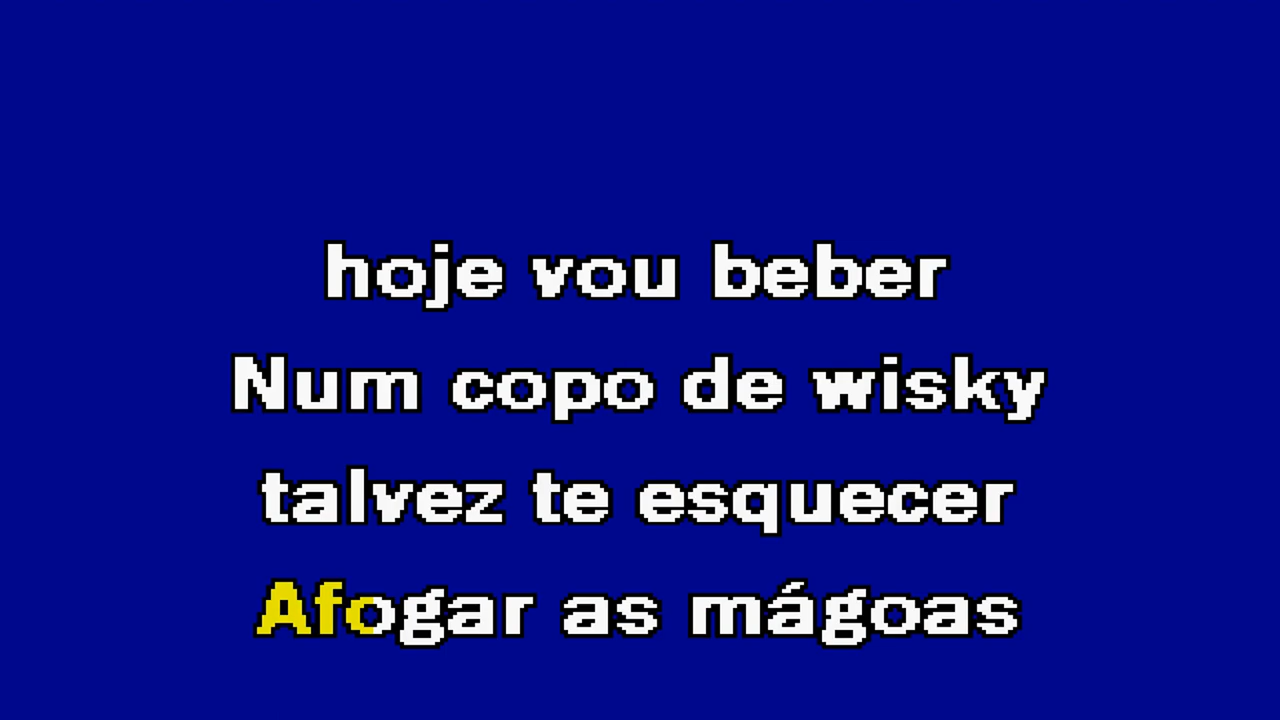 hoje vou beber
Num copo de wisky
talvez te esquecer
Afogar as mágoas